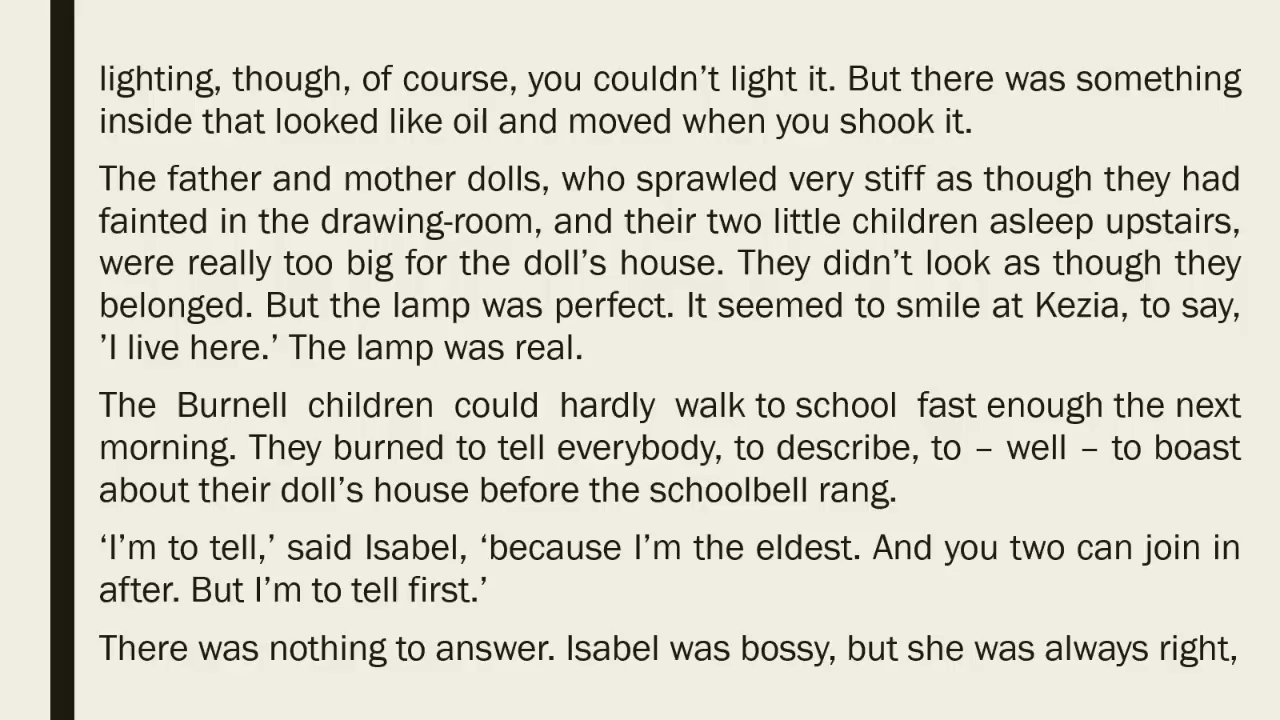 lighting, though, of course, you couldn’t light it. But there was something
inside that looked like oil and moved when you shook it.
The father and mother dolls, who sprawled very stiff as though they had
fainted in the drawing-room, and their two little children asleep upstairs,
were really too big for the doll’s house. They didn’t look as though they
belonged. But the lamp was perfect. It seemed to smile at Kezia, to say,
’I live here.’ The lamp was real.
The Burnell children could hardly walk to school fast enough the next
morning. They burned to tell everybody, to describe, to – well – to boast
about their doll’s house before the schoolbell rang.
‘I’m to tell,’ said Isabel, ‘because I’m the eldest. And you two can join in
after. But I’m to tell first.’
There was nothing to answer. Isabel was bossy, but she was always right,